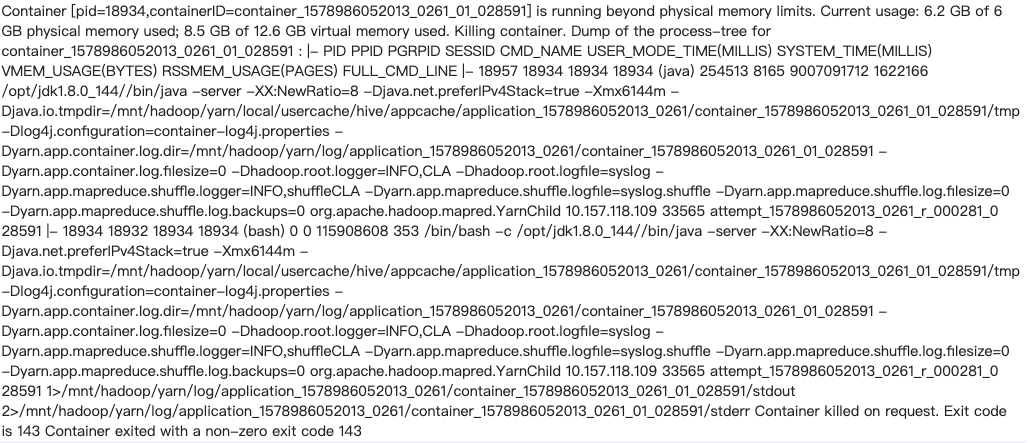 Container [pid=18934,containerID=container_1578986052013_0261_01_028591] is running beyond physical memory limits. Current usage: 6.2 GB of 6
GB physical memory used; 8.5 GB of 12.6 GB virtual memory used. Killing container. Dump of the process-tree for
container_1578986052013_0261_01_028591 : |- PID PPID PGRPID SESSID CMD_NAME USER_MODE_TIME(MILLIS) SYSTEM_TIME(MILLIS)
VMEM_USAGE(BYTES) RSSMEM_USAGE(PAGES) FULL_CMD_LINE |- 18957 18934 18934 18934 (java) 254513 8165 9007091712 1622166
/opt/jdk1.8.0_144//bin/java -server -XX:NewRatio=8 -Djava.net.preferIPv4Stack=true -Xmx6144m -
Djava.io.tmpdir=/mnt/hadoop/yarn/local/usercache/hive/appcache/application_1578986052013_0261/container_1578986052013_0261_01_028591/tmp
-Dlog4j.configuration=container-log4j.properties -
Dyarn.app.container.log.dir=/mnt/hadoop/yarn/log/application_1578986052013_0261/container_1578986052013_0261_01_028591 -
Dyarn.app.container.log.filesize=0 -Dhadoop.root.logger=INFO,CLA -Dhadoop.root.logfile=syslog -
Dyarn.app.mapreduce.shuffle.logger=INFO,shuffleCLA -Dyarn.app.mapreduce.shuffle.logfile=syslog.shuffle -Dyarn.app.mapreduce.shuffle.log.filesize=0
-Dyarn.app.mapreduce.shuffle.log.backups=0 org.apache.hadoop.mapred.YarnChild 10.157.118.109 33565 attempt_1578986052013_0261_r_000281_0
28591 |- 18934 18932 18934 18934 (bash) 0 0 115908608 353 /bin/bash -c /opt/jdk1.8.0_144//bin/java -server -XX:NewRatio=8 -
Djava.net.preferIPv4Stack=true -Xmx6144m -
Djava.io.tmpdir=/mnt/hadoop/yarn/local/usercache/hive/appcache/application_1578986052013_0261/container_1578986052013_0261_01_028591/tmp
-Dlog4j.configuration=container-log4j.properties -
Dyarn.app.container.log.dir=/mnt/hadoop/yarn/log/application_1578986052013_0261/container_1578986052013_0261_01_028591 -
Dyarn.app.container.log.filesize=0 -Dhadoop.root.logger=INFO,CLA -Dhadoop.root.logfile=syslog -
Dyarn.app.mapreduce.shuffle.logger=INFO,shuffleCLA -Dyarn.app.mapreduce.shuffle.logfile=syslog.shuffle -Dyarn.app.mapreduce.shuffle.log.filesize=0
-Dyarn.app.mapreduce.shuffle.log.backups=0 org.apache.hadoop.mapred.YarnChild 10.157.118.109 33565 attempt_1578986052013_0261_r_000281_0
28591 1>/mnt/hadoop/yarn/log/application_1578986052013_0261/container_1578986052013_0261_01_028591/stdout
2>/mnt/hadoop/yarn/log/application_1578986052013_0261/container_1578986052013_0261_01_028591/stderr Container killed on request. Exit code
is 143 Container exited with a non-zero exit code 143